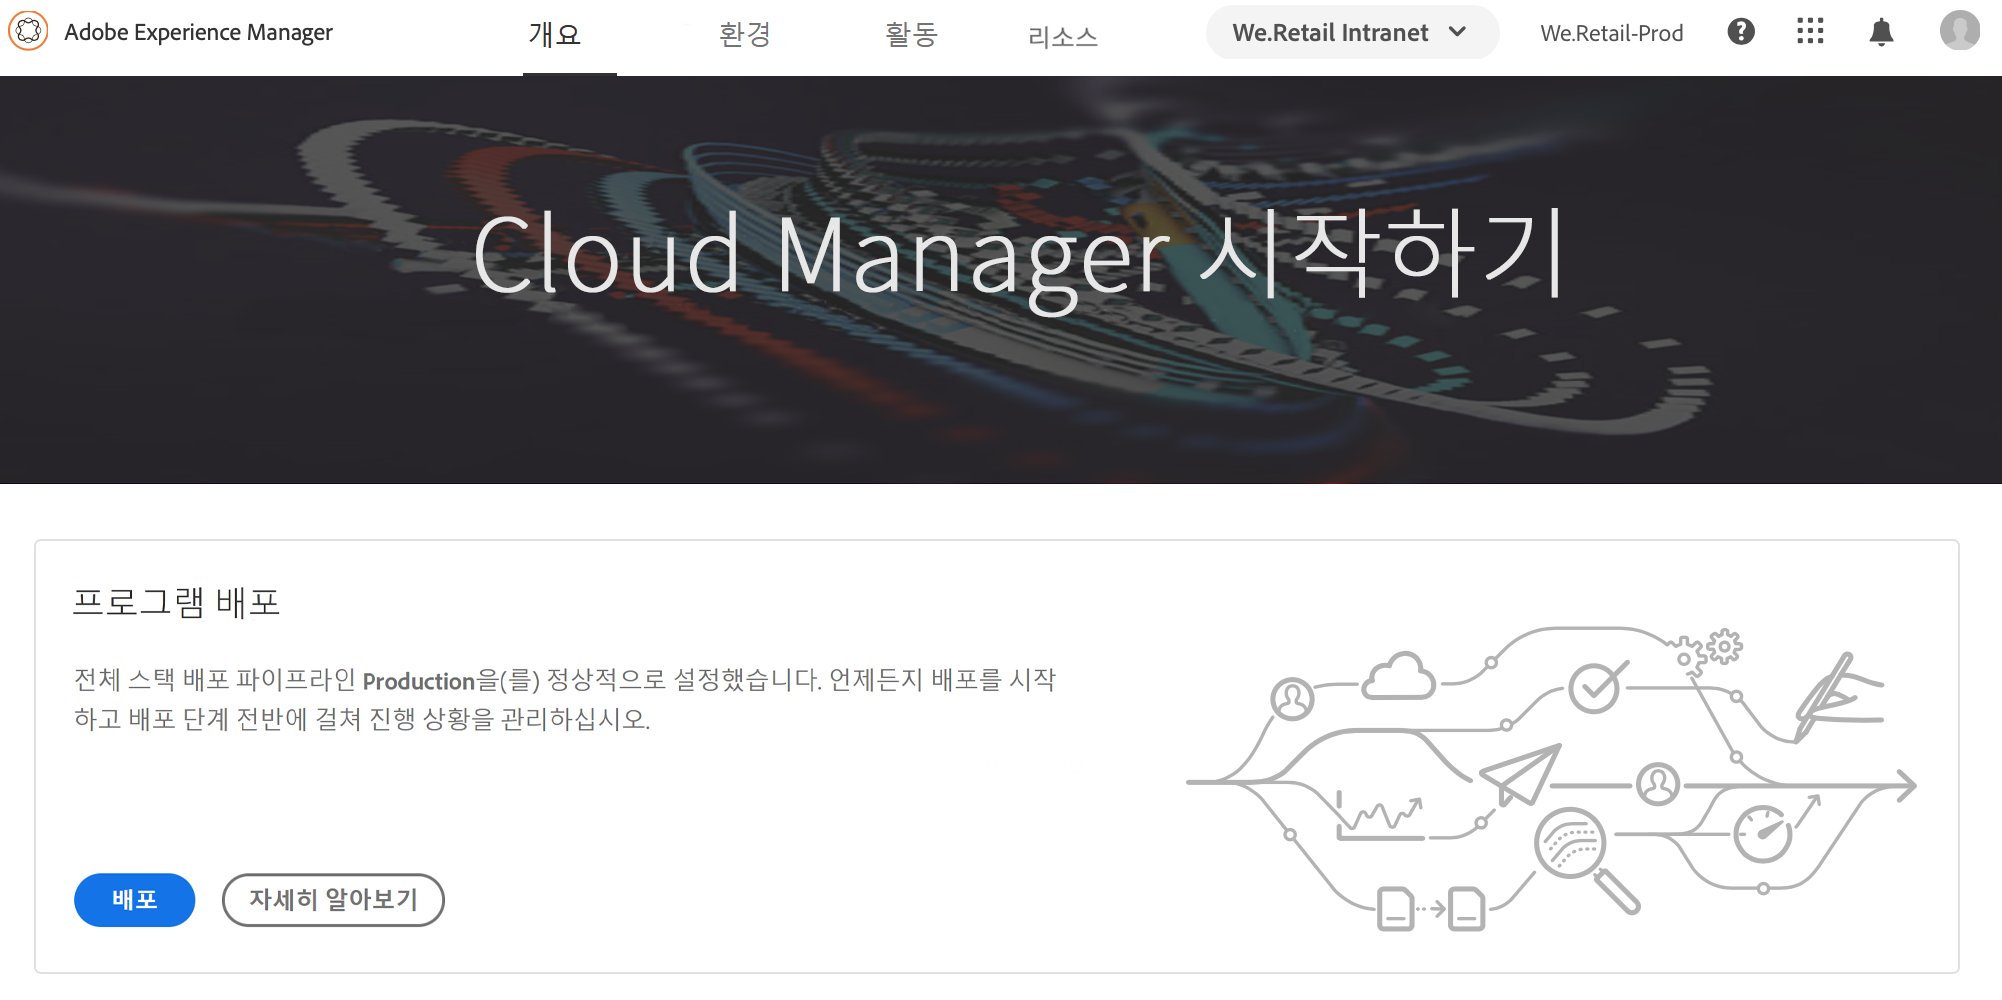 Adobe Experience Manager
개요
환경
활동
리소스
We.Retail Intranet
We.Retail-Prod
Cloud Manager 시작하기
프로그램 배포
전체 스택 배포 파이프라인 Production을(를) 정상적으로 설정했습니다. 언제든지 배포를 시작
하고 배포 단계 전반에 걸쳐 진행 상황을 관리하십시오.
배포
자세히 알아보기